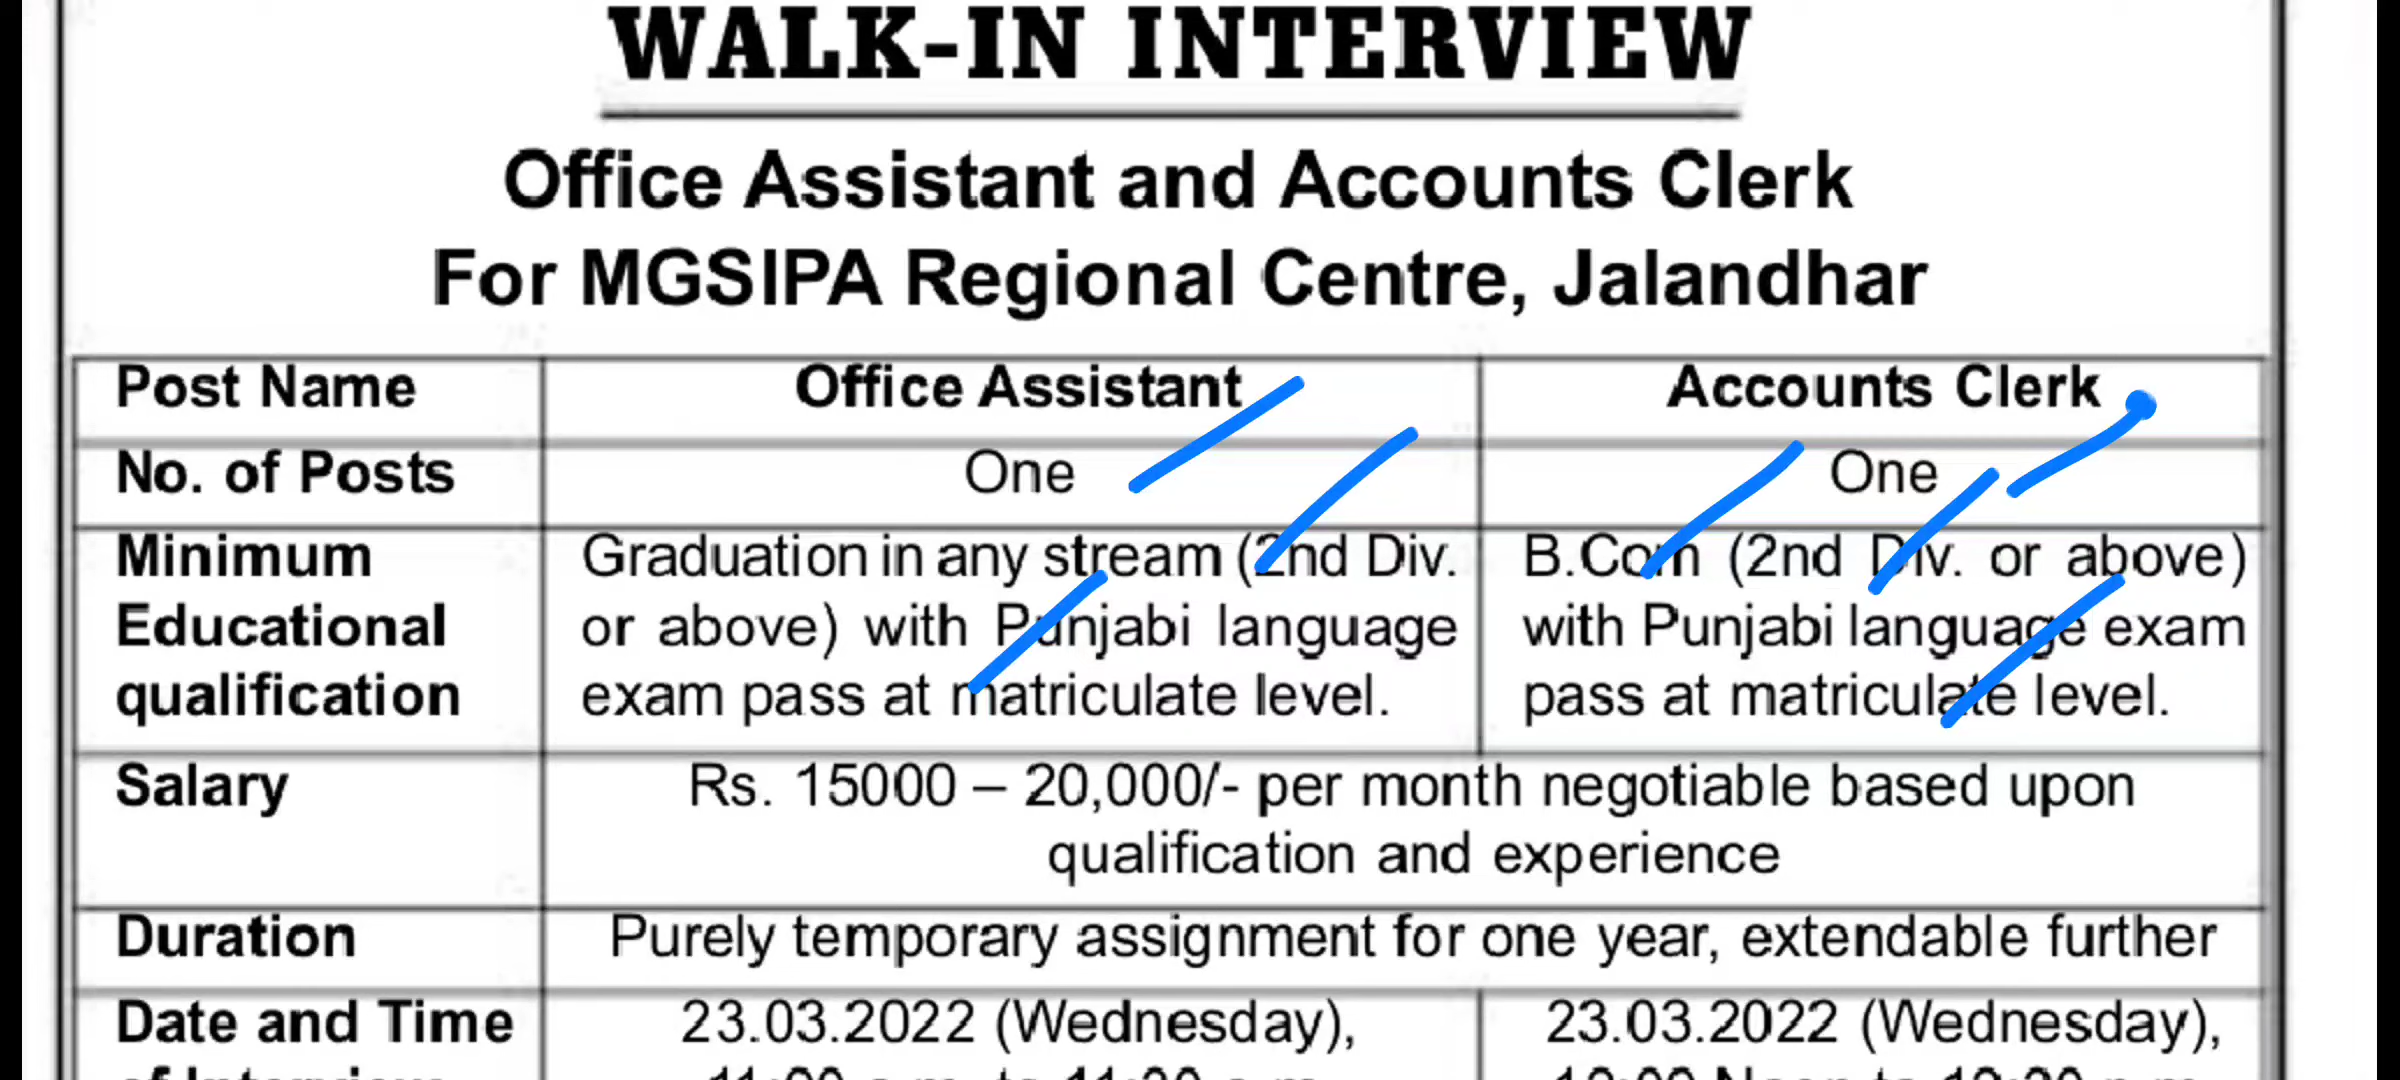 WALK-IN INTERVIEW
Office Assistant and Accounts Clerk
For MGSIPA Regional Centre, Jalandhar
Post Name Office Assistant Accounts Clerk
No. of Posts One One
Minimum Educational qualification
Graduation in any stream (2nd Div.
or above) with Punjabi language
exam pass at matriculate level.
B.Com (2nd Div. or above)
with Punjabi language exam
pass at matriculate level.
Salary Rs. 15000 – 20,000/- per month negotiable based upon
qualification and experience
Duration Purely temporary assignment for one year, extendable further
Date and Time 23.03.2022 (Wednesday), 23.03.2022 (Wednesday),